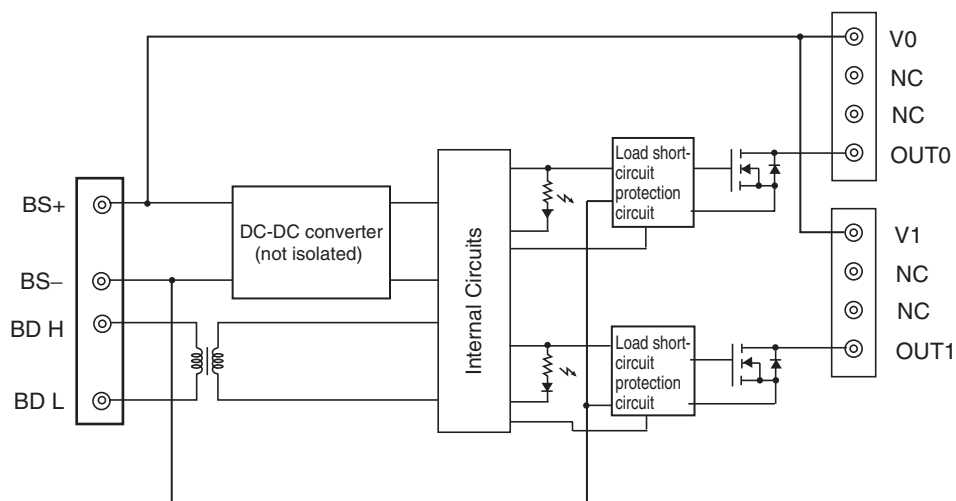 BS+
BS−
BD H
BD L
DC-DC converter
(not isolated)
Internal Circuits
Load short-
circuit
protection
circuit
Load short-
circuit
protection
circuit
V0
NC
NC
OUT0
V1
NC
NC
OUT1